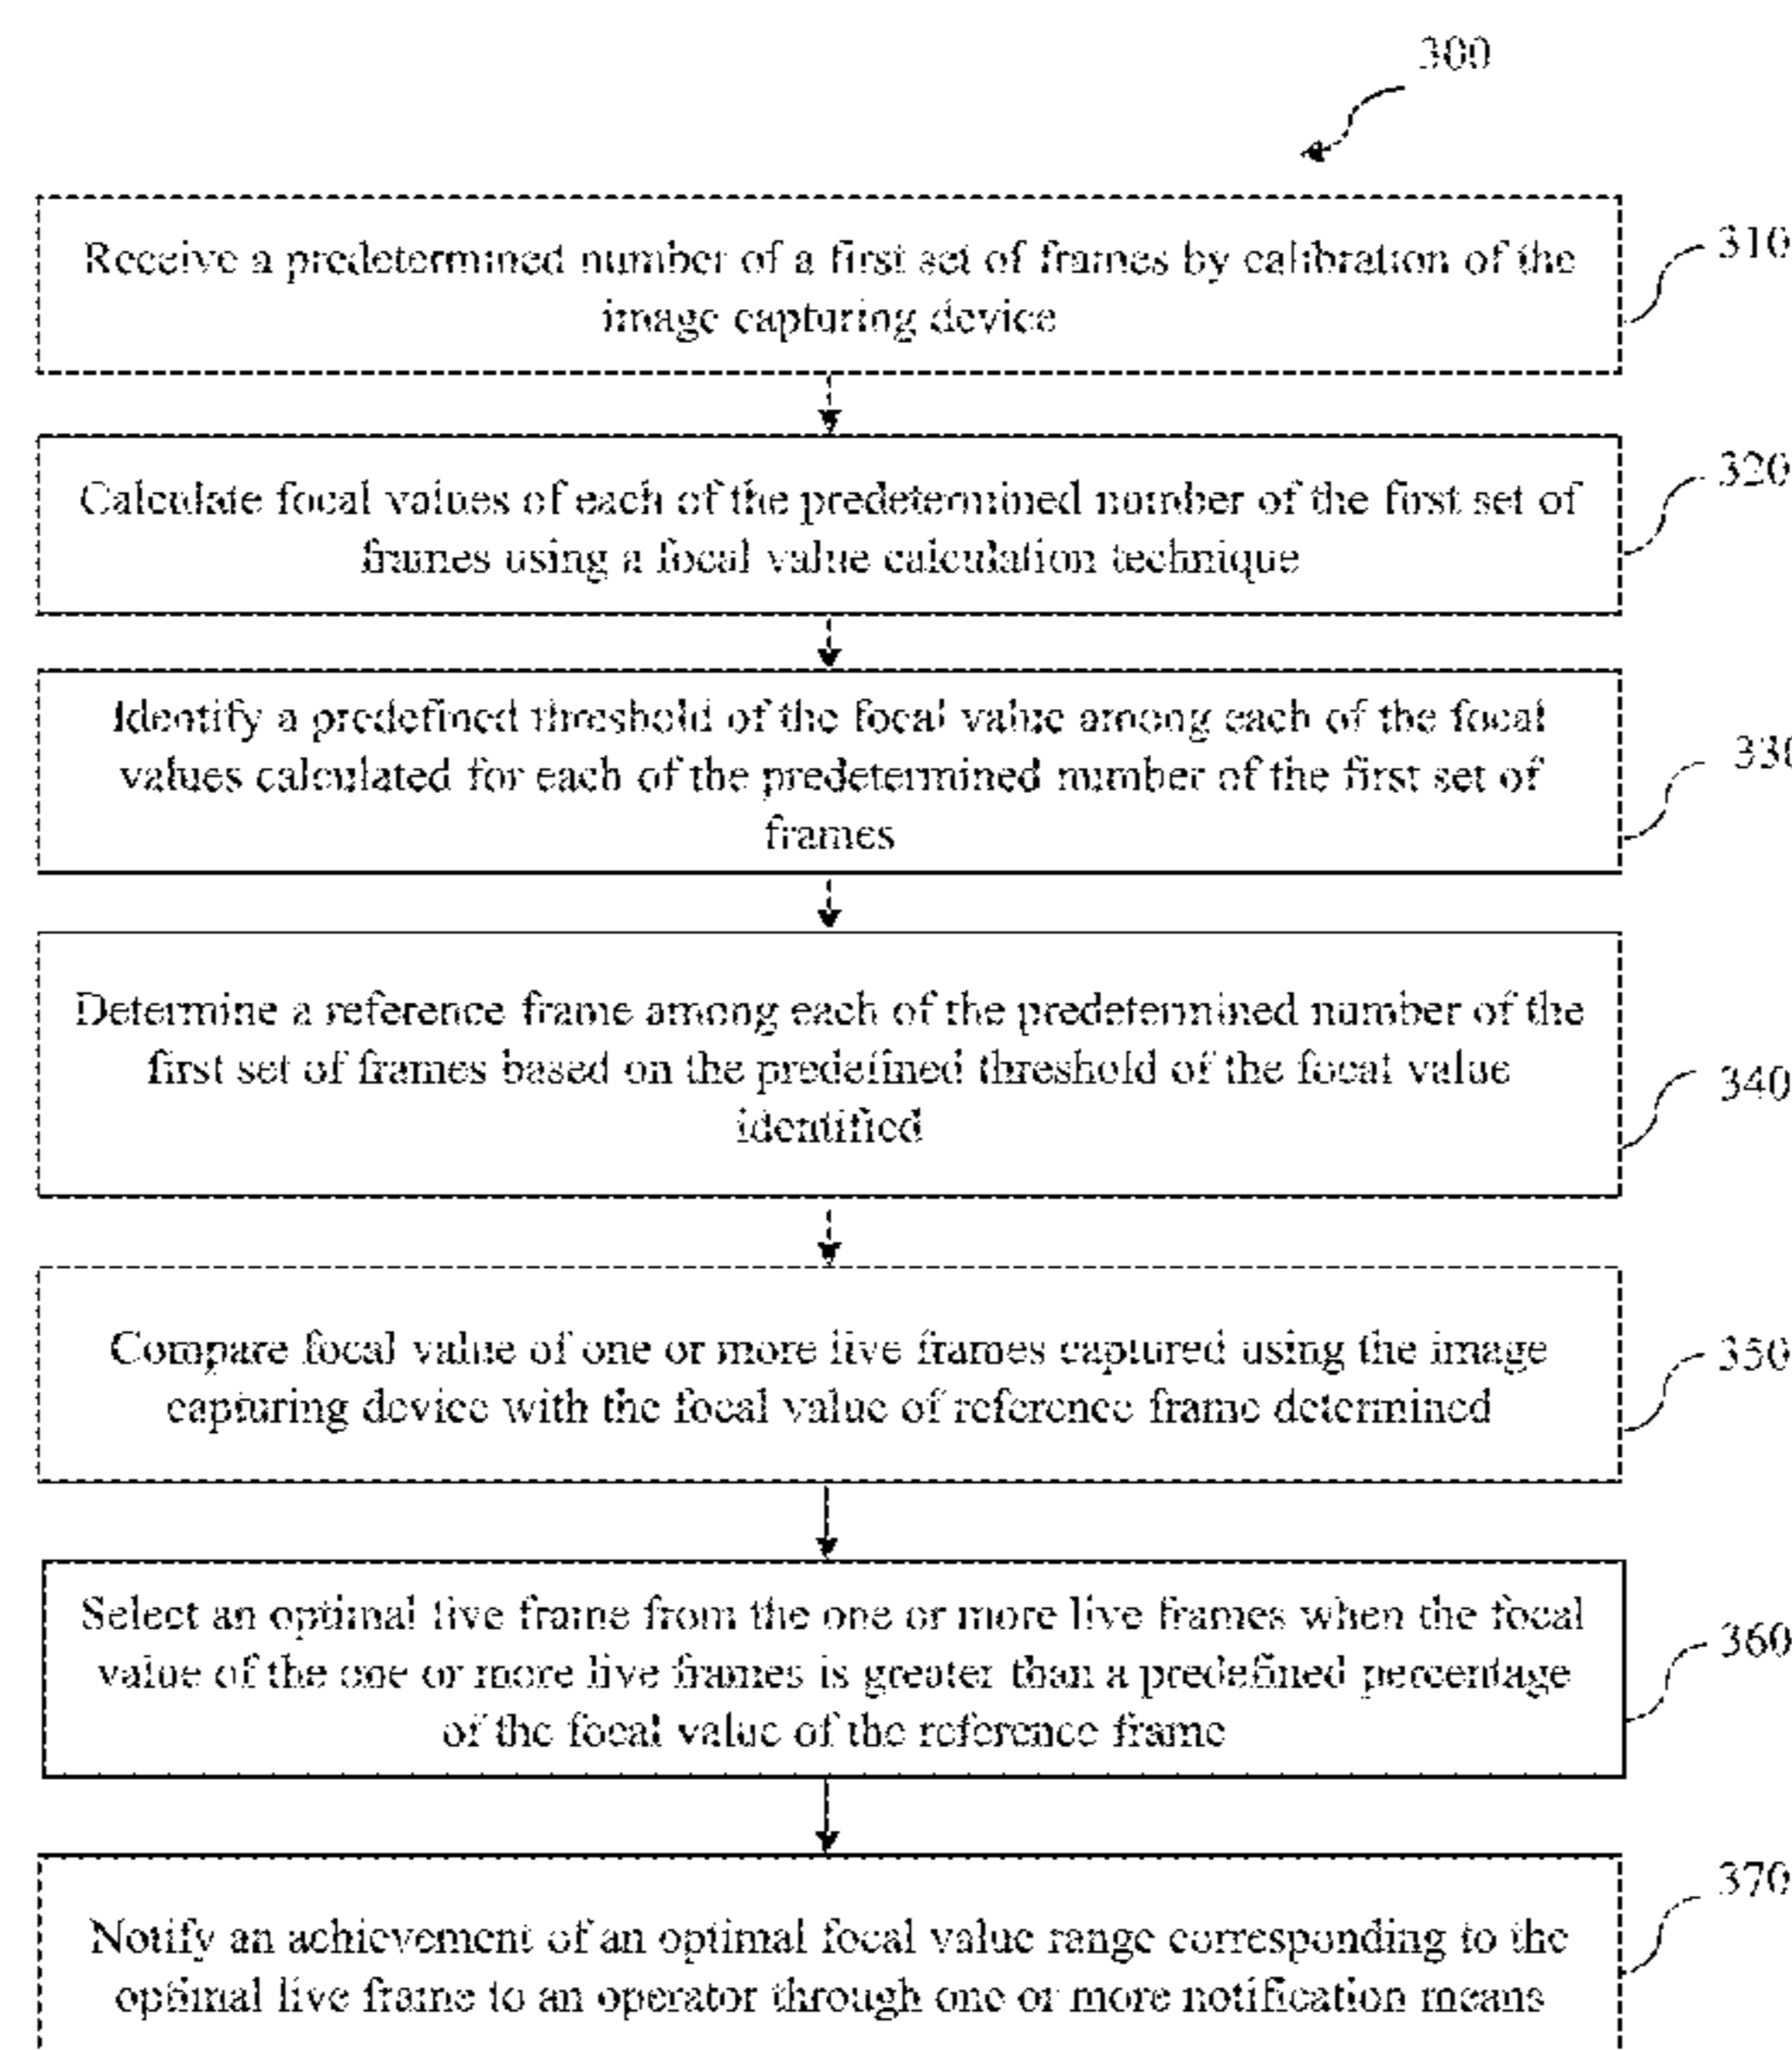 300
Receive a predetermined number of a first set of frames by calibration of the
image capturing device
310
Calculate focal values of each of the predetermined number of the first set of
frames using a focal value calculation technique
320
Identify a predefined threshold of the focal value among each of the focal
values calculated for each of the predetermined number of the first set of
frames
330
Determine a reference frame among each of the predetermined number of the
first set of frames based on the predefined threshold of the focal value
identified
340
Compare focal value of one or more live frames captured using the image
capturing device with the focal value of reference frame determined
350
Select an optimal live frame from the one or more live frames when the focal
value of the one or more live frames is greater than a predefined percentage
of the focal value of the reference frame
360
Notify an achievement of an optimal focal value range corresponding to the
optimal live frame to an operator through one or more notification means
370